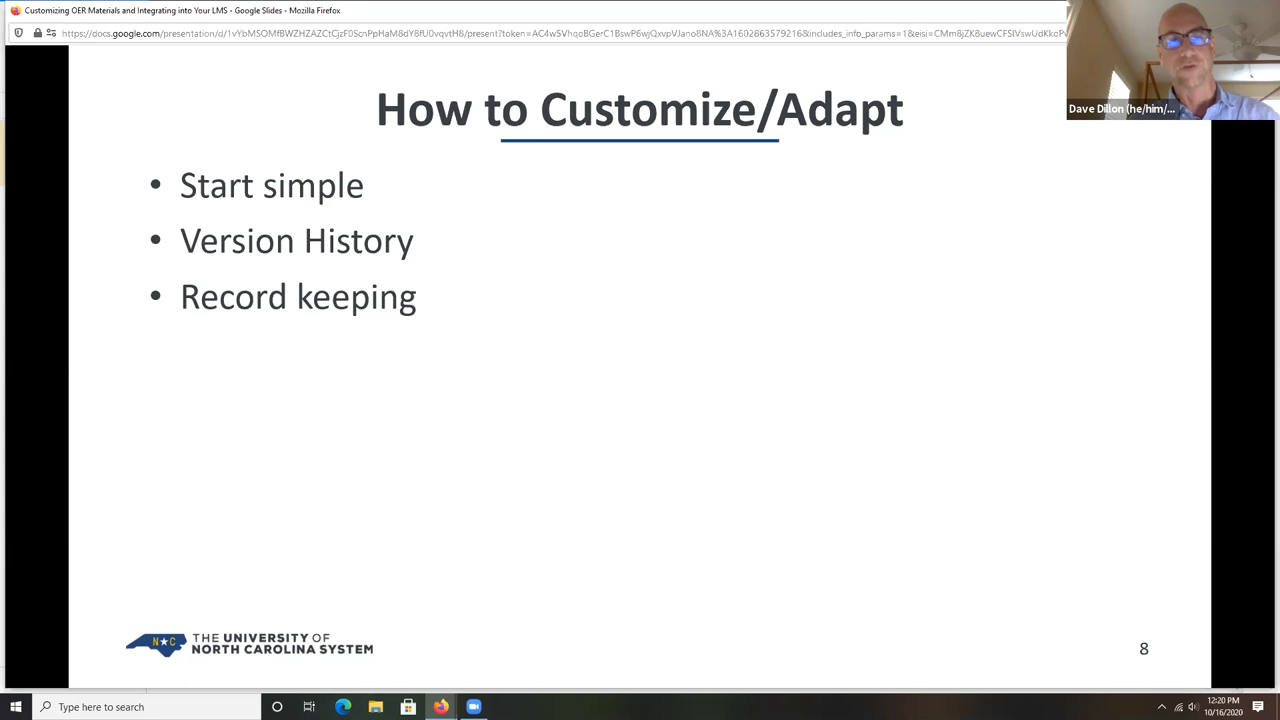 Customizing OER Materials and Integrating into Your LMS - Google Slides - Mozilla Firefox
Dave Dillon (he/him/...
How to Customize/Adapt
• Start simple
• Version History
• Record keeping
N★C
THE UNIVERSITY OF
NORTH CAROLINA SYSTEM
8
Type here to search
12:20 PM
10/16/2020